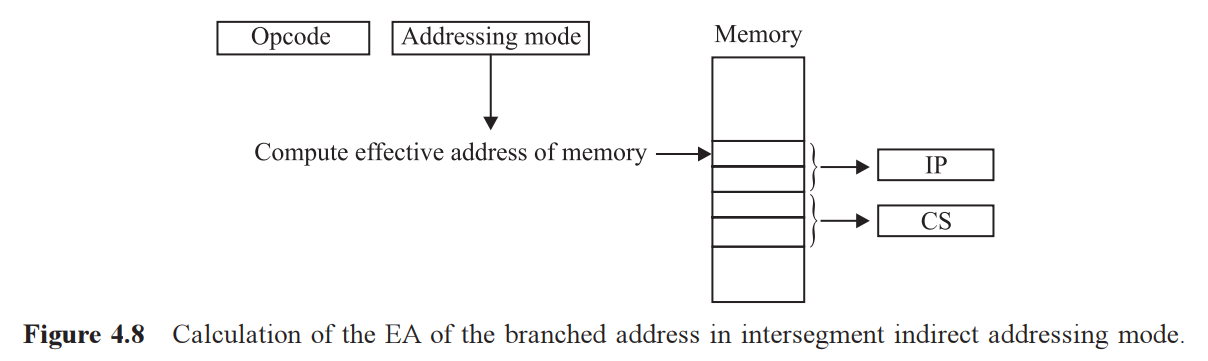 Opcode
Addressing mode
Memory
Compute effective address of memory
IP
CS
Figure 4.8 Calculation of the EA of the branched address in intersegment indirect addressing mode.